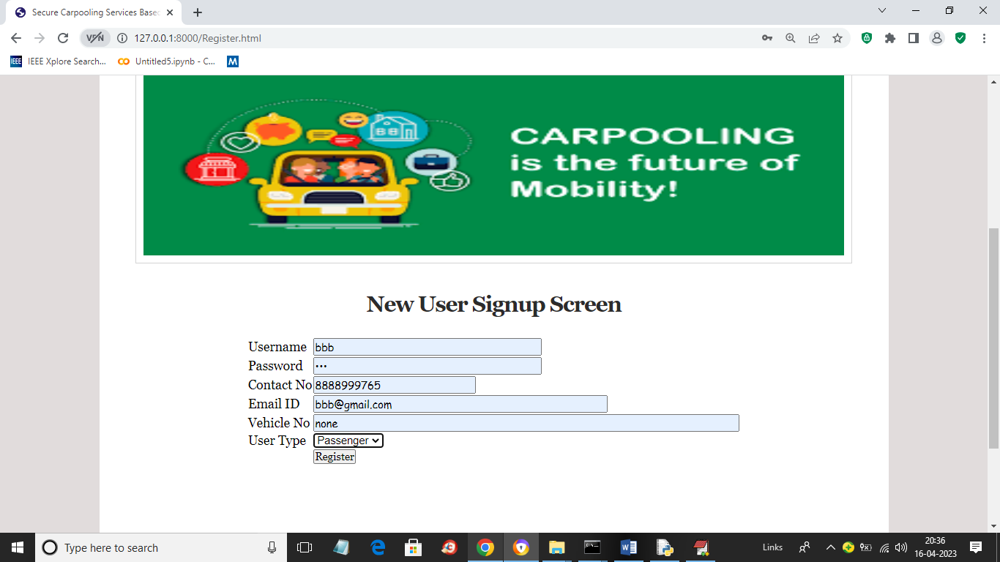 Secure Carpooling Services Based
VPN
127.0.0.1:8000/Register.html
IEEE
IEEE Xplore Search...
Untitled5.ipynb - C...
M
CARPOOLING
is the future of
Mobility!
New User Signup Screen
Username bbb
Password •••
Contact No 8888999765
Email ID bbb@gmail.com
Vehicle No none
User Type Passenger
Register
Type here to search
Links
20:36
16-04-2023